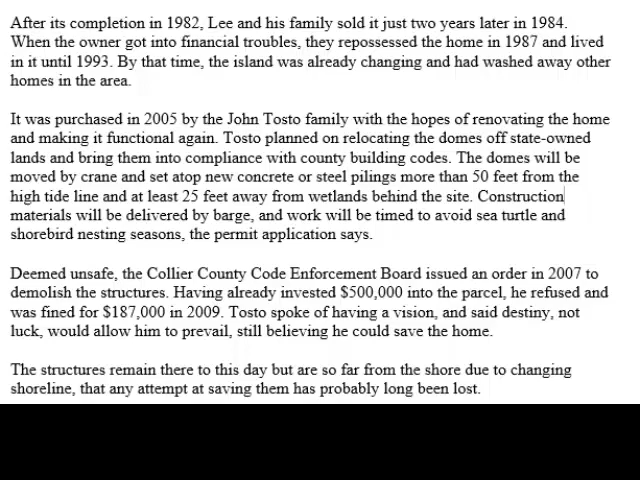 After its completion in 1982, Lee and his family sold it just two years later in 1984.
When the owner got into financial troubles, they repossessed the home in 1987 and lived
in it until 1993. By that time, the island was already changing and had washed away other
homes in the area.
It was purchased in 2005 by the John Tosto family with the hopes of renovating the home
and making it functional again. Tosto planned on relocating the domes off state-owned
lands and bring them into compliance with county building codes. The domes will be
moved by crane and set atop new concrete or steel pilings more than 50 feet from the
high tide line and at least 25 feet away from wetlands behind the site. Construction
materials will be delivered by barge, and work will be timed to avoid sea turtle and
shorebird nesting seasons, the permit application says.
Deemed unsafe, the Collier County Code Enforcement Board issued an order in 2007 to
demolish the structures. Having already invested $500,000 into the parcel, he refused and
was fined for $187,000 in 2009. Tosto spoke of having a vision, and said destiny, not
luck, would allow him to prevail, still believing he could save the home.
The structures remain there to this day but are so far from the shore due to changing
shoreline, that any attempt at saving them has probably long been lost.